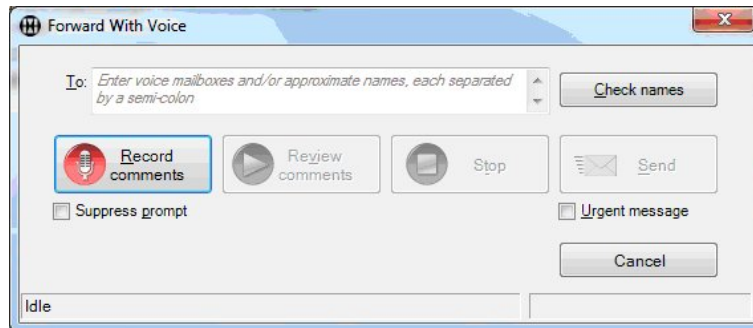 Forward With Voice
To: Enter voice mailboxes and/or approximate names, each separated
by a semi-colon
Check names
Record
comments
Review
comments
Stop
Send
Suppress prompt
Urgent message
Cancel
Idle